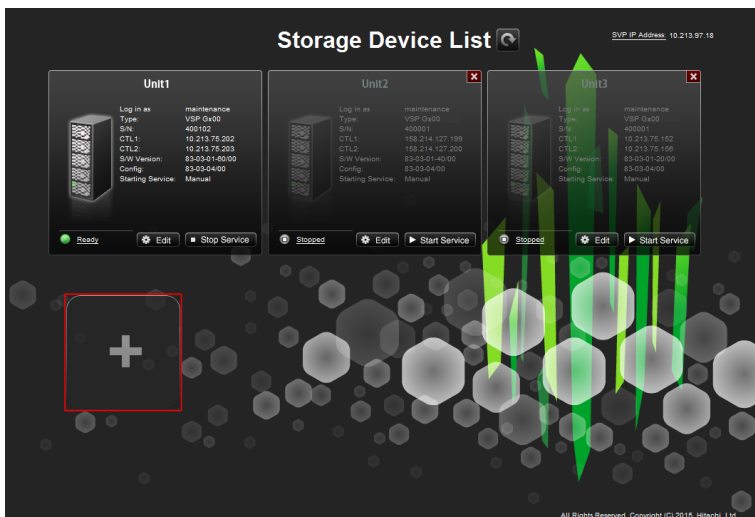 Storage Device List
SVP IP Address: 10.213.97.18
Unit1
Log in as maintenance
Type: VSP Gx00
S/N: 400102
CTL1: 10.213.75.202
CTL2: 10.213.75.203
S/W Version: 83-03-01-60/00
Config: 83-03-04/00
Starting Service: Manual
Ready
Edit
Stop Service
Unit2
Log in as maintenance
Type: VSP Gx00
S/N: 400001
CTL1: 158.214.127.199
CTL2: 158.214.127.200
S/W Version: 83-03-01-40/00
Config: 83-03-04/00
Starting Service: Manual
Stopped
Edit
Start Service
Unit3
Log in as maintenance
Type: VSP Gx00
S/N: 400001
CTL1: 10.213.75.152
CTL2: 10.213.75.156
S/W Version: 83-03-01-20/00
Config: 83-03-04/00
Starting Service: Manual
Stopped
Edit
Start Service
All Rights Reserved. Copyright (C) 2015, Hitachi, Ltd.